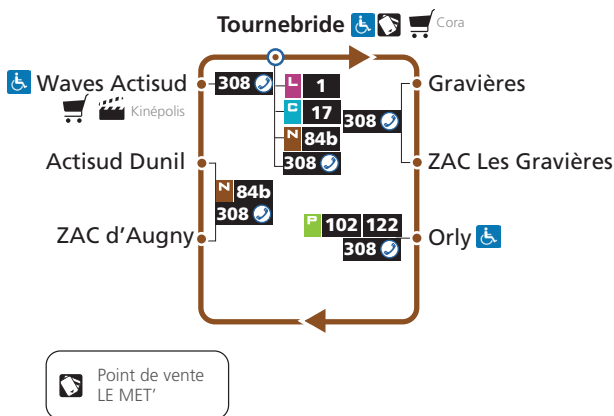 Tournebride Cora
Waves Actisud
Kinépolis
308
L 1
C 17
N 84b
308
Gravières
308
ZAC Les Gravières
Actisud Dunil
N 84b
308
ZAC d’Augny
P 102 122
308
Orly
Point de vente
LE MET’